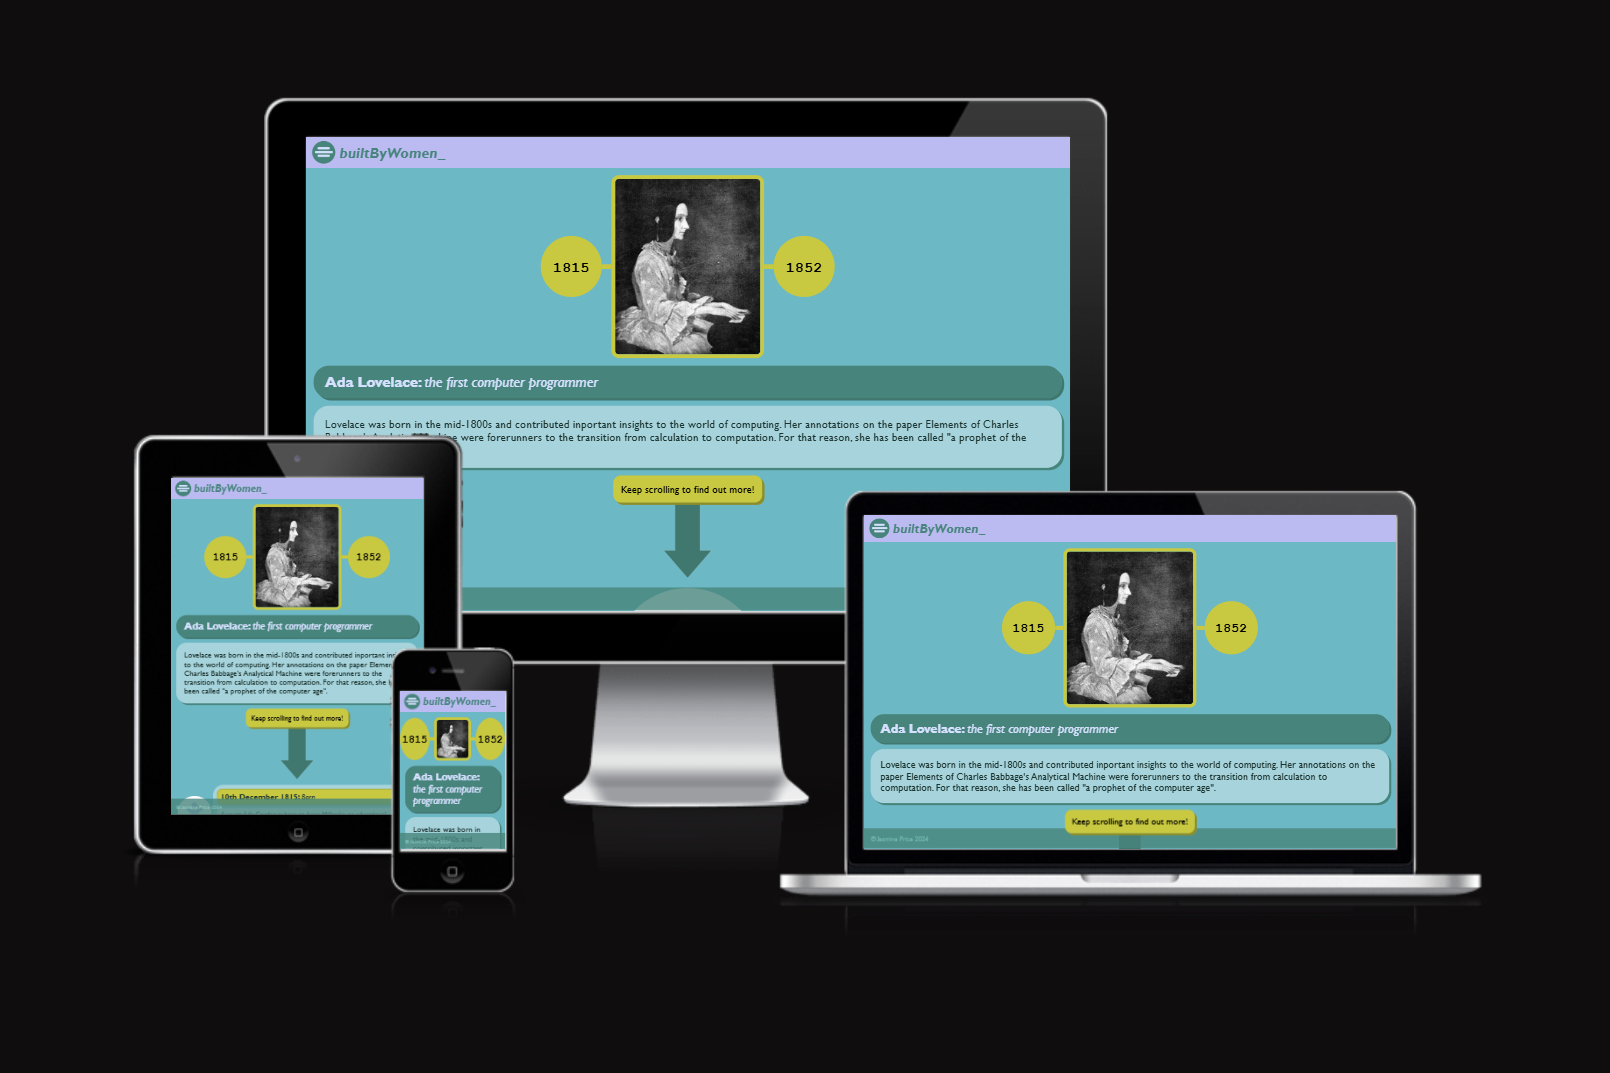 builtByWomen_
1815
1852
Ada Lovelace: the first computer programmer
Lovelace was born in the mid-1800s and contributed inportant insights to the world of computing. Her annotations on the paper Elements of Charles
were forerunners to the transition from calculation to computation. For that reason, she has been called "a prophet of the
Keep scrolling to find out more!
builtByWomen_
1815
1852
Ada Lovelace: the first computer programmer
Lovelace was born in the mid-1800s and contributed inportant
to the world of computing. Her annotations on the paper
Charles Babbage's Analytical Machine were forerunners to the
transition from calculation to computation. For that reason, she
been called "a prophet of the computer age".
Keep scrolling to find out more!
10th December 1815: Born
builtByWomen_
1815
1852
Ada Lovelace:
the first computer
programmer
Lovelace was born in
the mid-1800s and
builtByWomen_
1815
1852
Ada Lovelace: the first computer programmer
Lovelace was born in the mid-1800s and contributed inportant insights to the world of computing. Her annotations on the
paper Elements of Charles Babbage's Analytical Machine were forerunners to the transition from calculation to
computation. For that reason, she has been called "a prophet of the computer age".
Keep scrolling to find out more!
Price 2024